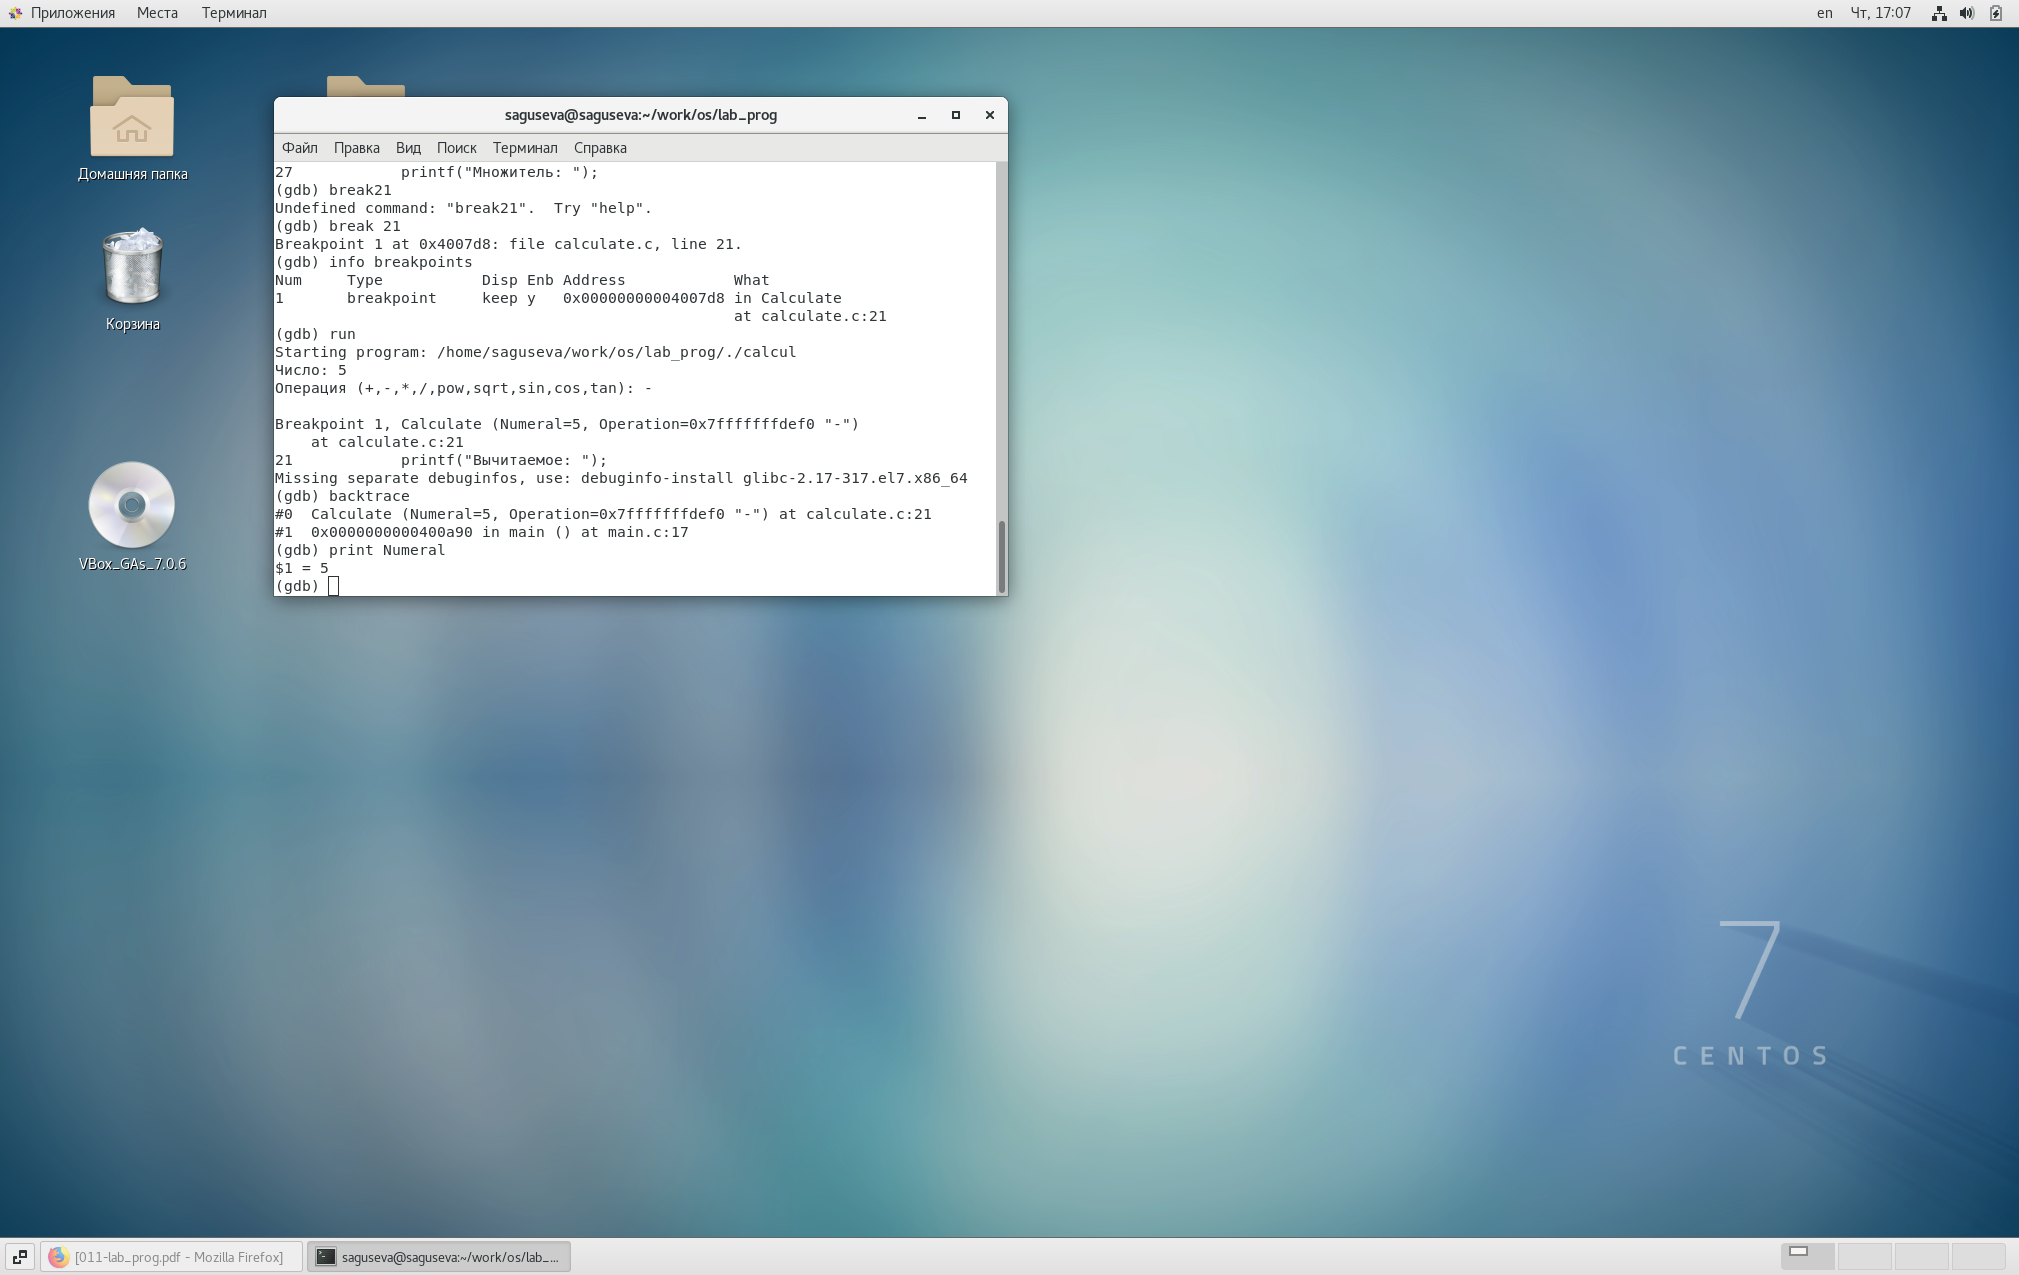 Приложения Места Терминал en Чт, 17:07
Домашняя папка
Корзина
VBox_GAs_7.0.6
saguseva@saguseva:~/work/os/lab_prog
Файл Правка Вид Поиск Терминал Справка
27            printf("Множитель: ");
(gdb) break21
Undefined command: "break21".  Try "help".
(gdb) break 21
Breakpoint 1 at 0x4007d8: file calculate.c, line 21.
(gdb) info breakpoints
Num     Type           Disp Enb Address            What
1       breakpoint     keep y   0x00000000004007d8 in Calculate
                                                   at calculate.c:21
(gdb) run
Starting program: /home/saguseva/work/os/lab_prog/./calcul
Число: 5
Операция (+,-,*,/,pow,sqrt,sin,cos,tan): -
Breakpoint 1, Calculate (Numeral=5, Operation=0x7fffffffdef0 "-")
    at calculate.c:21
21            printf("Вычитаемое: ");
Missing separate debuginfos, use: debuginfo-install glibc-2.17-317.el7.x86_64
(gdb) backtrace
#0  Calculate (Numeral=5, Operation=0x7fffffffdef0 "-") at calculate.c:21
#1  0x0000000000400a90 in main () at main.c:17
(gdb) print Numeral
$1 = 5
(gdb)
7
CENTOS
[011-lab_prog.pdf - Mozilla Firefox] saguseva@saguseva:~/work/os/lab_...